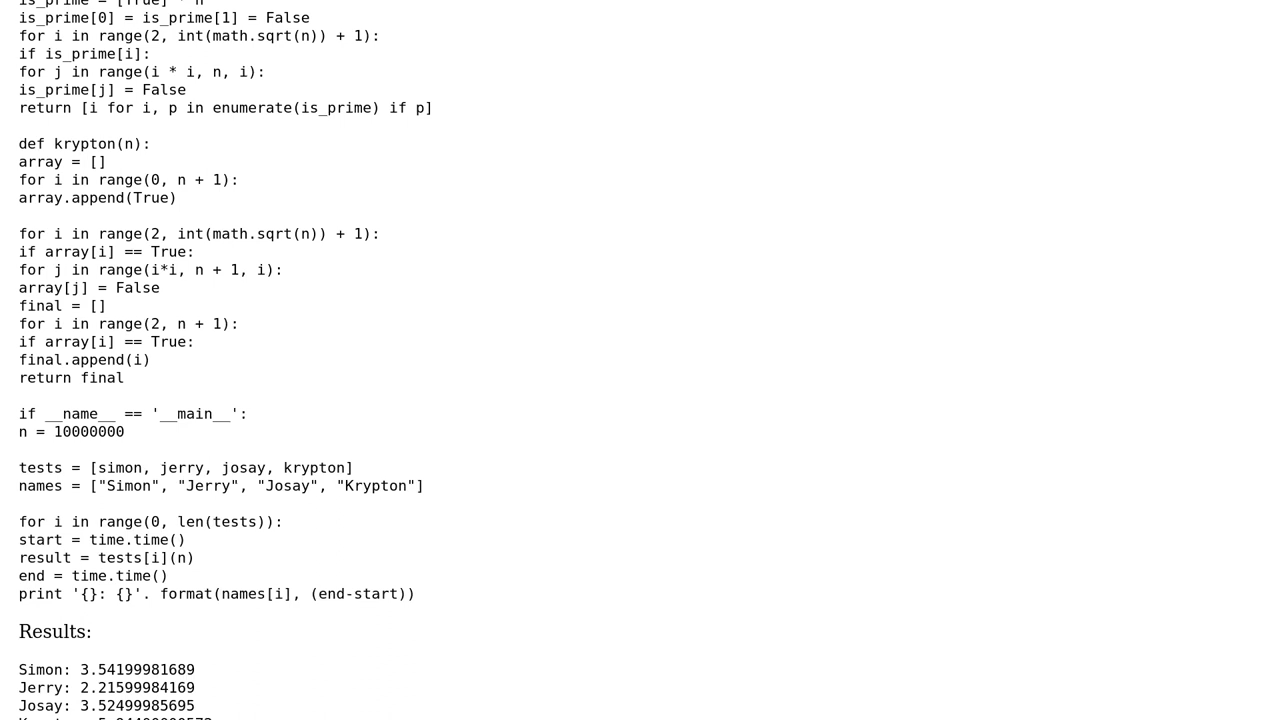 is_prime = [True] * n
is_prime[0] = is_prime[1] = False
for i in range(2, int(math.sqrt(n)) + 1):
if is_prime[i]:
for j in range(i * i, n, i):
is_prime[j] = False
return [i for i, p in enumerate(is_prime) if p]

def krypton(n):
array = []
for i in range(0, n + 1):
array.append(True)

for i in range(2, int(math.sqrt(n)) + 1):
if array[i] == True:
for j in range(i*i, n + 1, i):
array[j] = False
final = []
for i in range(2, n + 1):
if array[i] == True:
final.append(i)
return final

if __name__ == '__main__':
n = 10000000

tests = [simon, jerry, josay, krypton]
names = ["Simon", "Jerry", "Josay", "Krypton"]

for i in range(0, len(tests)):
start = time.time()
result = tests[i](n)
end = time.time()
print '{}: {}'. format(names[i], (end-start))

Results:

Simon: 3.54199981689
Jerry: 2.21599984169
Josay: 3.52499985695